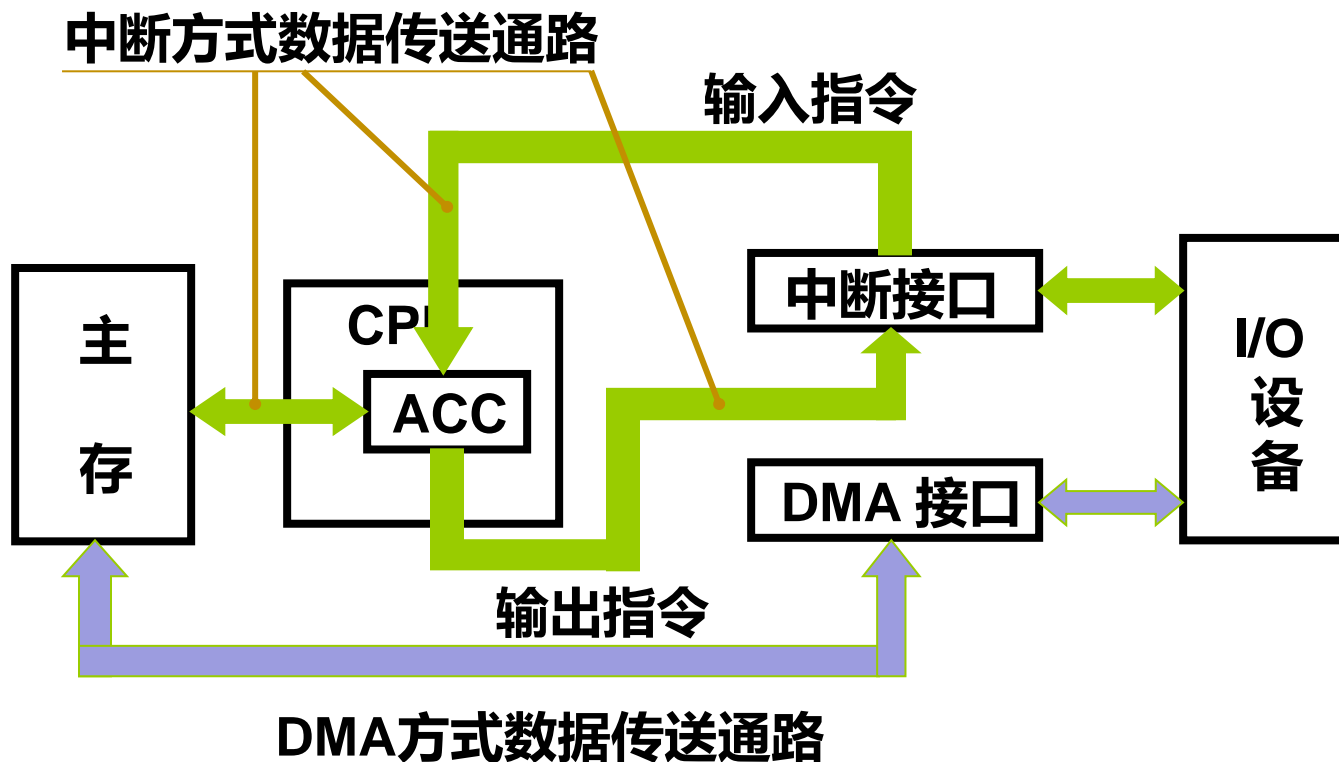 中断方式数据传送通路
输入指令
主
存
CPU
ACC
中断接口
DMA 接口
I/O
设
备
输出指令
DMA方式数据传送通路